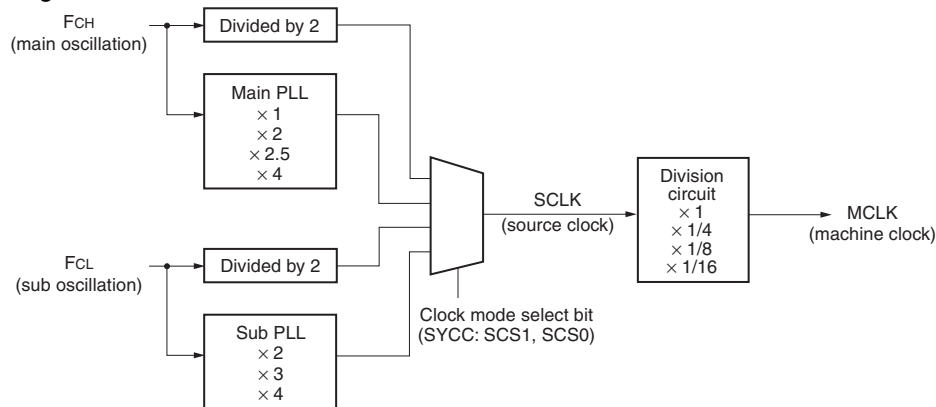 FCH
(main oscillation)
Divided by 2
Main PLL
× 1
× 2
× 2.5
× 4
FCL
(sub oscillation)
Divided by 2
Sub PLL
× 2
× 3
× 4
Clock mode select bit
(SYCC: SCS1, SCS0)
SCLK
(source clock)
Division
circuit
× 1
× 1/4
× 1/8
× 1/16
MCLK
(machine clock)